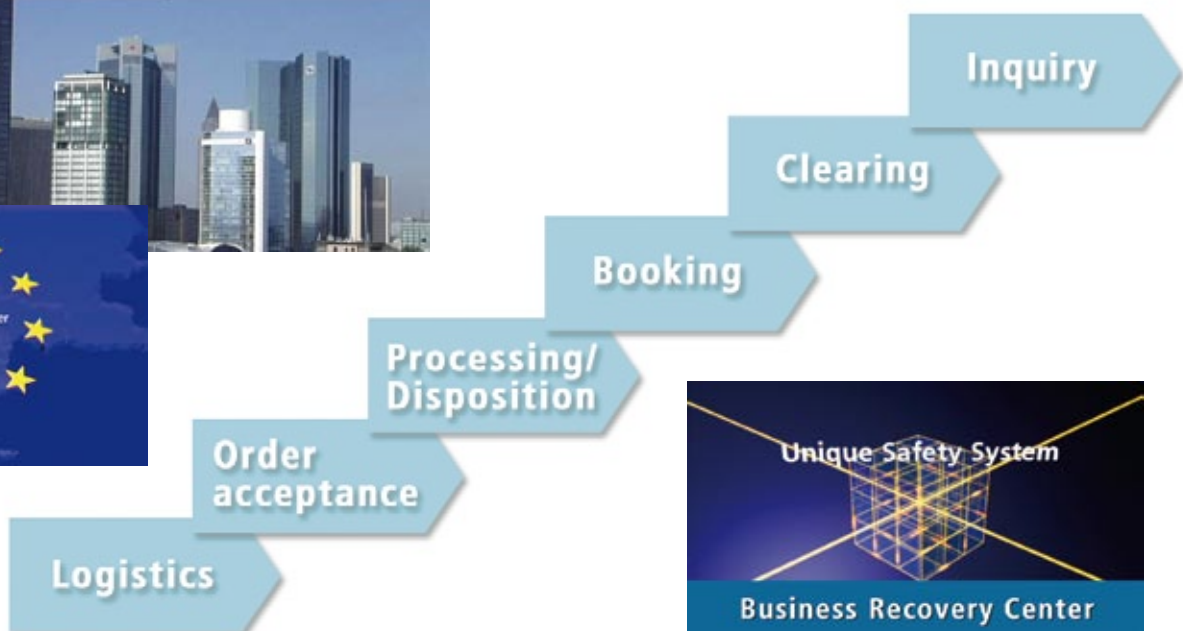 Inquiry
Clearing
Booking
Processing/
Disposition
Order
acceptance
Logistics
Unique Safety System
Business Recovery Center